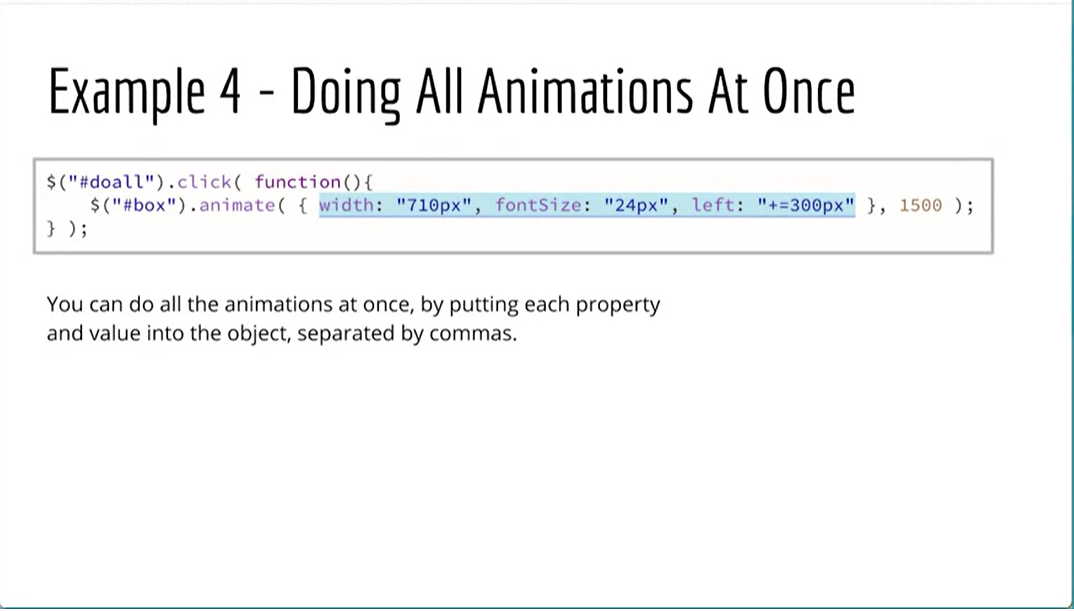 Example 4 - Doing All Animations At Once
$("#doall").click( function(){
    $("#box").animate( { width: "710px", fontSize: "24px", left: "+=300px" }, 1500 );
} );
You can do all the animations at once, by putting each property
and value into the object, separated by commas.